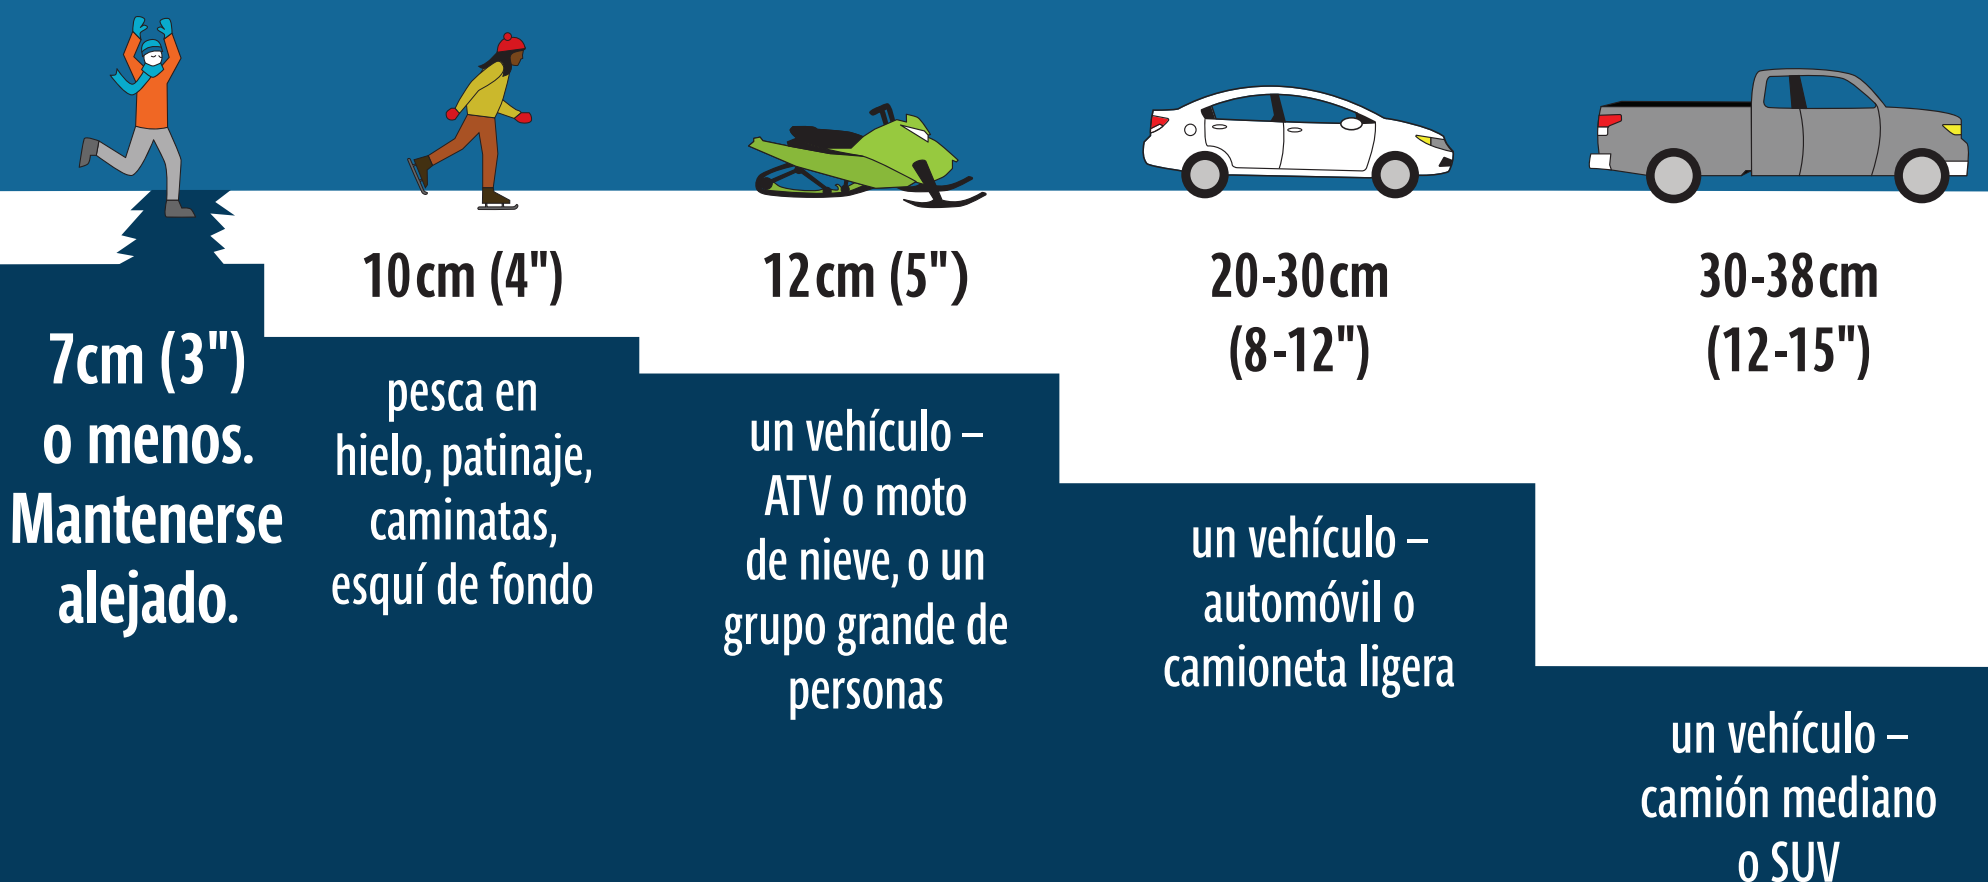 7cm (3")
o menos.
Mantenerse
alejado.
10cm (4")
pesca en
hielo, patinaje,
caminatas,
esquí de fondo
12cm (5")
un vehículo –
ATV o moto
de nieve, o un
grupo grande de
personas
20-30cm
(8-12")
un vehículo –
automóvil o
camioneta ligera
30-38cm
(12-15")
un vehículo –
camión mediano
o SUV